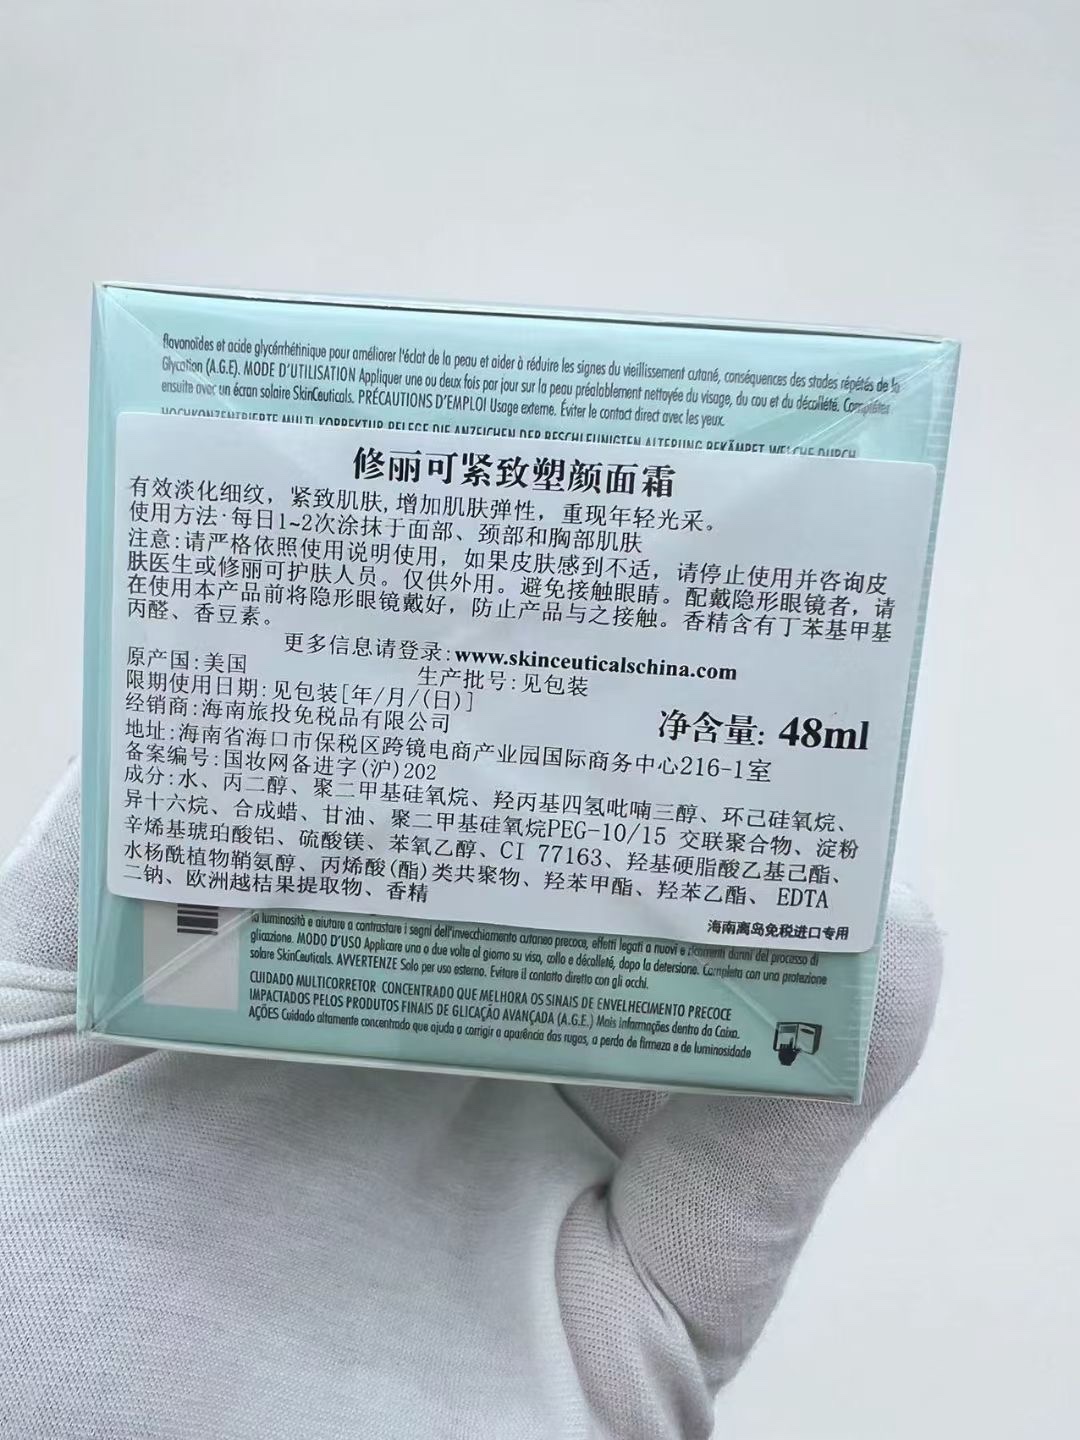 flavonoïdes et acide glycérrhétinique pour améliorer l'éclat de la peau et aider à réduire les signes du vieillissement cutané, conséquences des stades répétés de la
Glycation (A.G.E). MODE D'UTILISATION Appliquer une ou deux fois par jour sur la peau préalablement nettoyée du visage, du cou et du décolleté. Compléter
ensuite avec un écran solaire SkinCeuticals. PRÉCAUTIONS D'EMPLOI Usage externe. Éviter le contact direct avec les yeux.
HOCHKONZENTRIERTE MULTI KORREKTUR PFLEGE DIE ANZEICHEN DER BESCHLEUNIGTEN ALTERUNG BEKÄMPFT WELCHE DURCH
修丽可紧致塑颜面霜
有效淡化细纹，紧致肌肤,增加肌肤弹性，重现年轻光采。
使用方法·每日1~2次涂抹于面部、颈部和胸部肌肤
注意:请严格依照使用说明使用，如果皮肤感到不适，请停止使用并咨询皮
肤医生或修丽可护肤人员。仅供外用。避免接触眼睛。配戴隐形眼镜者，请
在使用本产品前将隐形眼镜戴好，防止产品与之接触。香精含有丁苯基甲基
丙醛、香豆素。
更多信息请登录:www.skinceuticalschina.com
原产国:美国
生产批号:见包装
限期使用日期:见包装[年/月/(日)]
经销商:海南旅投免税品有限公司
净含量: 48ml
地址:海南省海口市保税区跨镜电商产业园国际商务中心216-1室
备案编号:国妆网备进字(沪)202
成分:水、丙二醇、聚二甲基硅氧烷、羟丙基四氢吡喃三醇、环己硅氧烷、
异十六烷、合成蜡、甘油、聚二甲基硅氧烷PEG-10/15 交联聚合物、淀粉
辛烯基琥珀酸铝、硫酸镁、苯氧乙醇、CI 77163、羟基硬脂酸乙基己酯、
水杨酰植物鞘氨醇、丙烯酸(酯)类共聚物、羟苯甲酯、羟苯乙酯、EDTA
二钠、欧洲越桔果提取物、香精
海南离岛免税进口专用
la luminosità e aiutare a contrastare i segni dell'invecchiamento cutaneo precoce, effetti legati a nuovi e ricorrenti danni del processo di
glicazione. MODO D'USO Applicare una o due volte al giorno su viso, collo e décolleté, dopo la detersione. Completa con una protezione
solare SkinCeuticals. AVVERTENZE Solo per uso esterno. Evitare il contatto diretto con gli occhi.
CUIDADO MULTICORRETOR CONCENTRADO QUE MELHORA OS SINAIS DE ENVELHECIMENTO PRECOCE
IMPACTADOS PELOS PRODUTOS FINAIS DE GLICAÇÃO AVANÇADA (A.G.E.) Mais informações dentro da Caixa.
AÇÕES Cuidado altamente concentrado que ajuda a corrigir a aparência das rugas, a perda de firmeza e de luminosidade